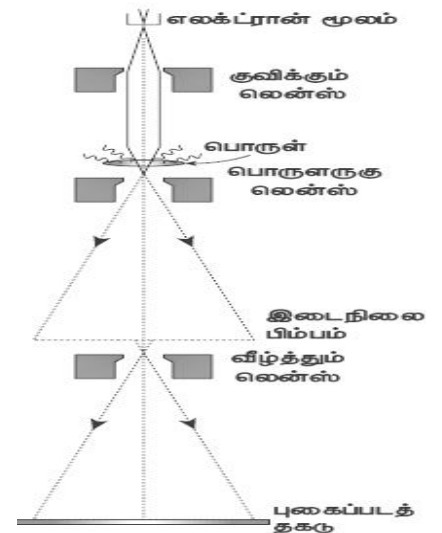 எலக்ட்ரான் மூலம்
குவிக்கும்
லென்ஸ்
பொருள்
பொருளருகு
லென்ஸ்
இடைநிலை
பிம்பம்
வீழ்த்தும்
லென்ஸ்
புகைப்படத்
தகடு